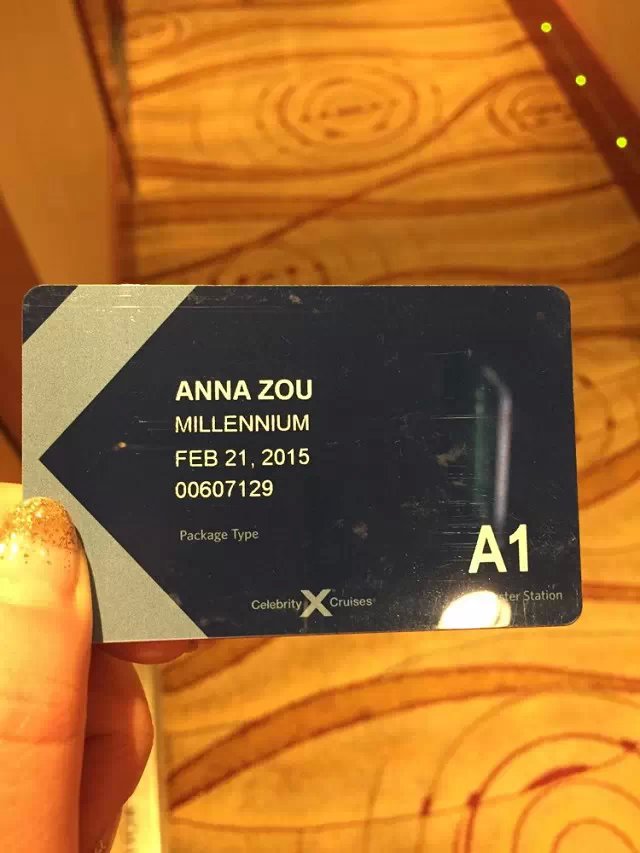 ANNA ZOU
MILLENNIUM
FEB 21, 2015
00607129
Package Type
A1
Station
Celebrity X Cruises